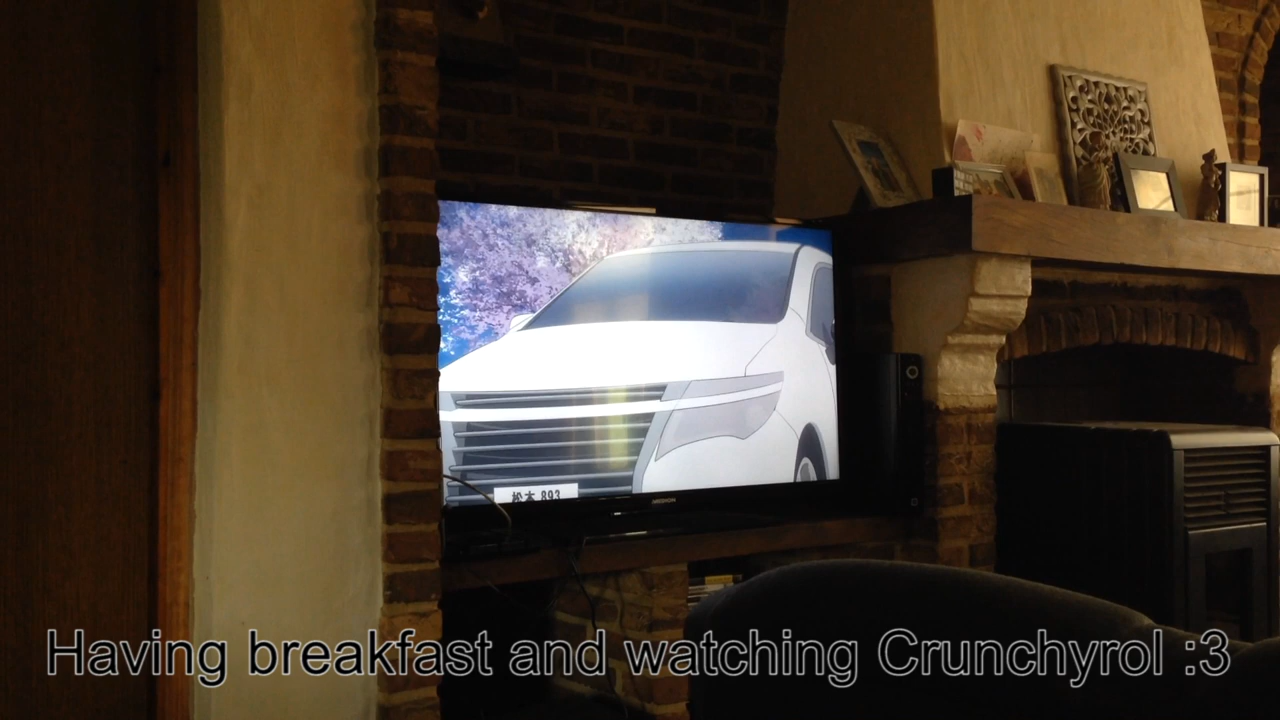 松本 893
MEDION
Having breakfast and watching Crunchyrol :3